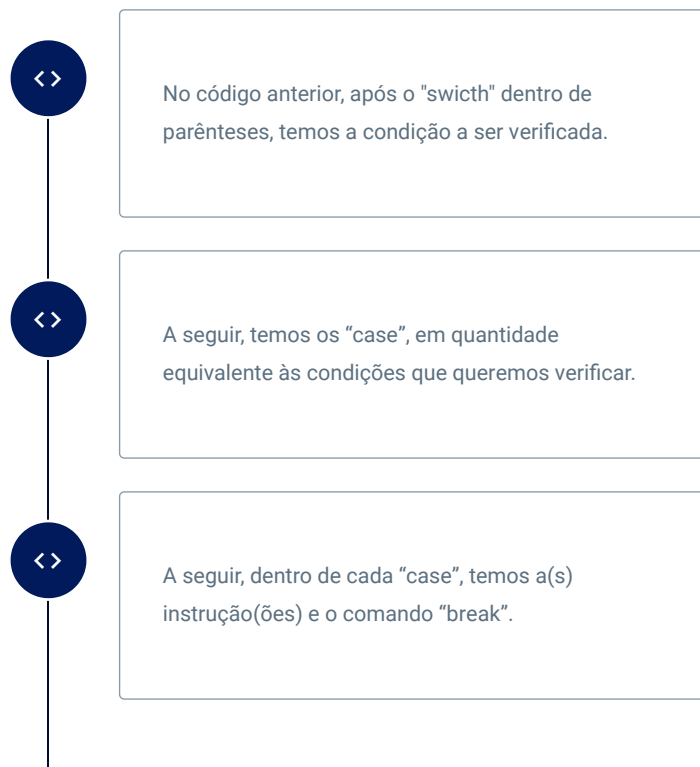 No código anterior, após o "swicth" dentro de
parênteses, temos a condição a ser verificada.
A seguir, temos os “case”, em quantidade
equivalente às condições que queremos verificar.
A seguir, dentro de cada “case”, temos a(s)
instrução(ões) e o comando “break”.